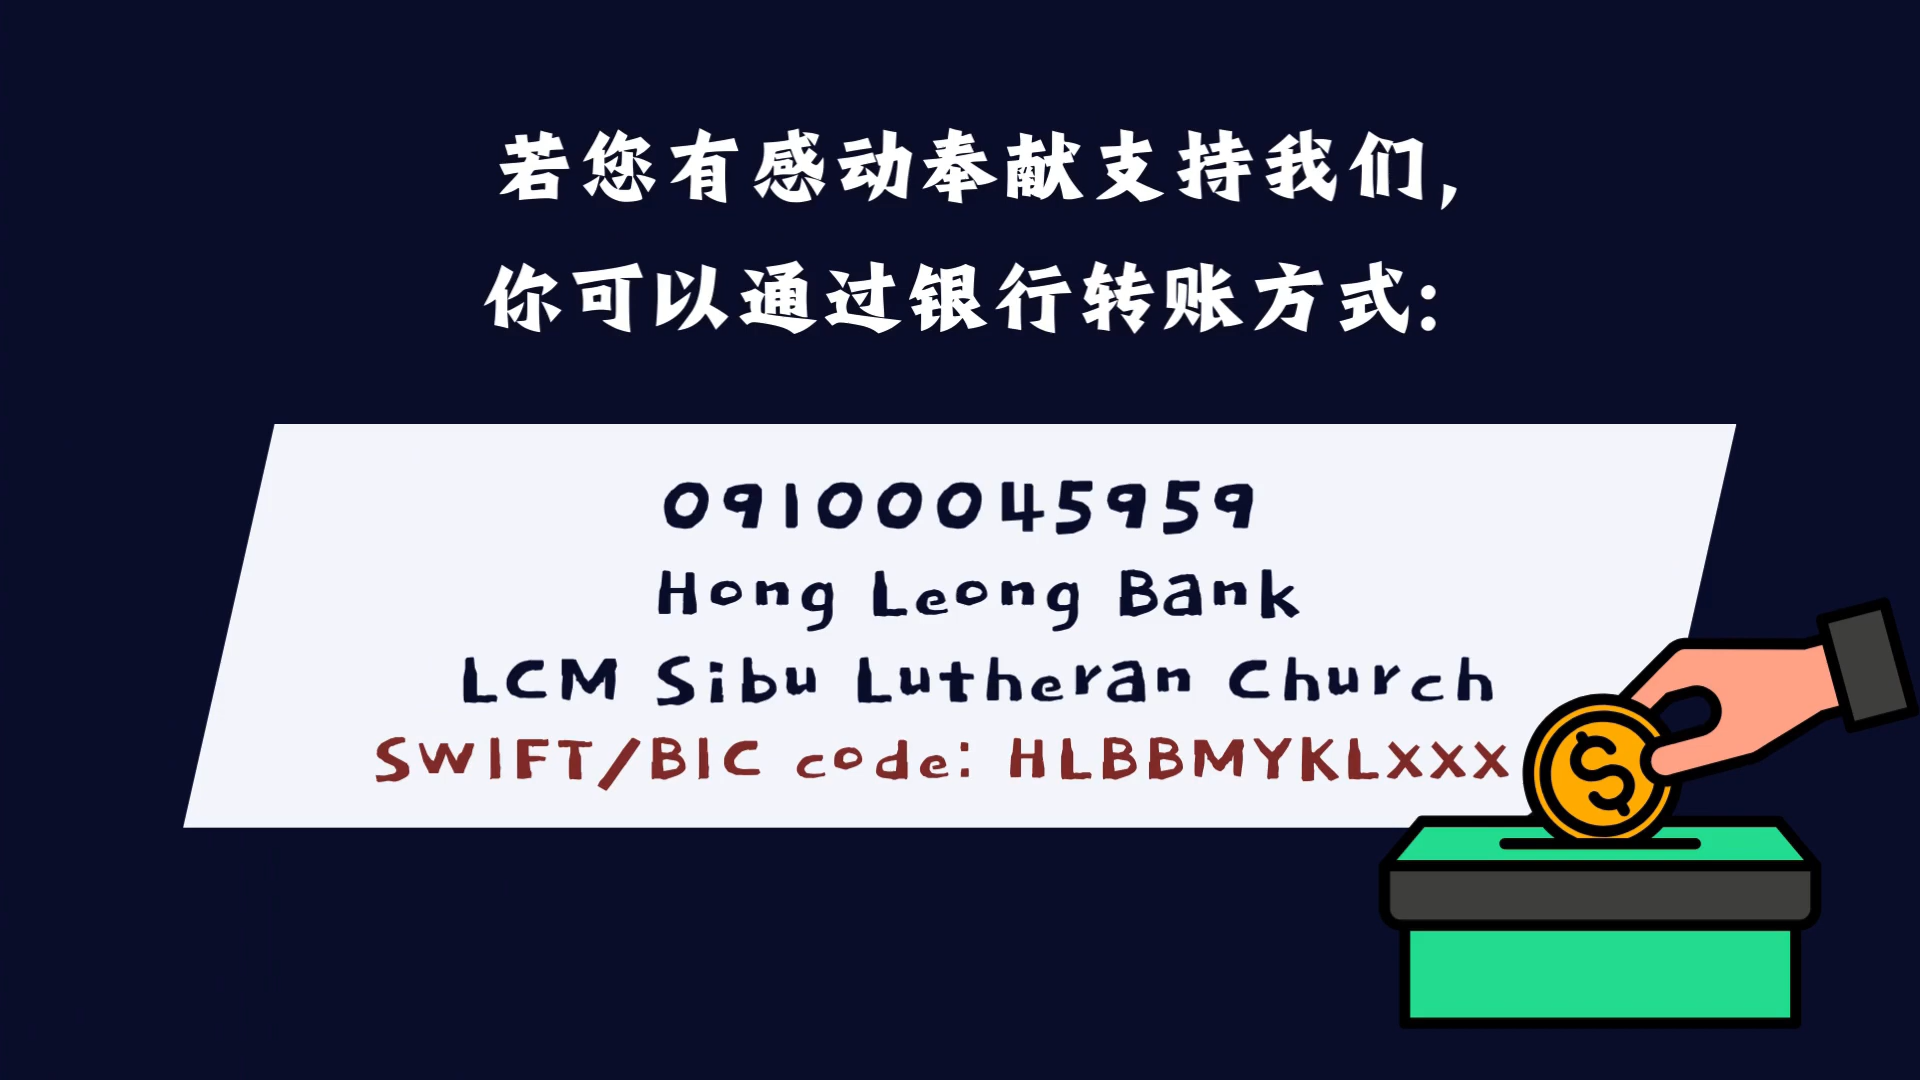 若您有感动奉献支持我们,
你可以通过银行转账方式:
09100045959
Hong Leong Bank
LCM Sibu Lutheran Church
SWIFT/BIC code: HLBBMYKLxxx